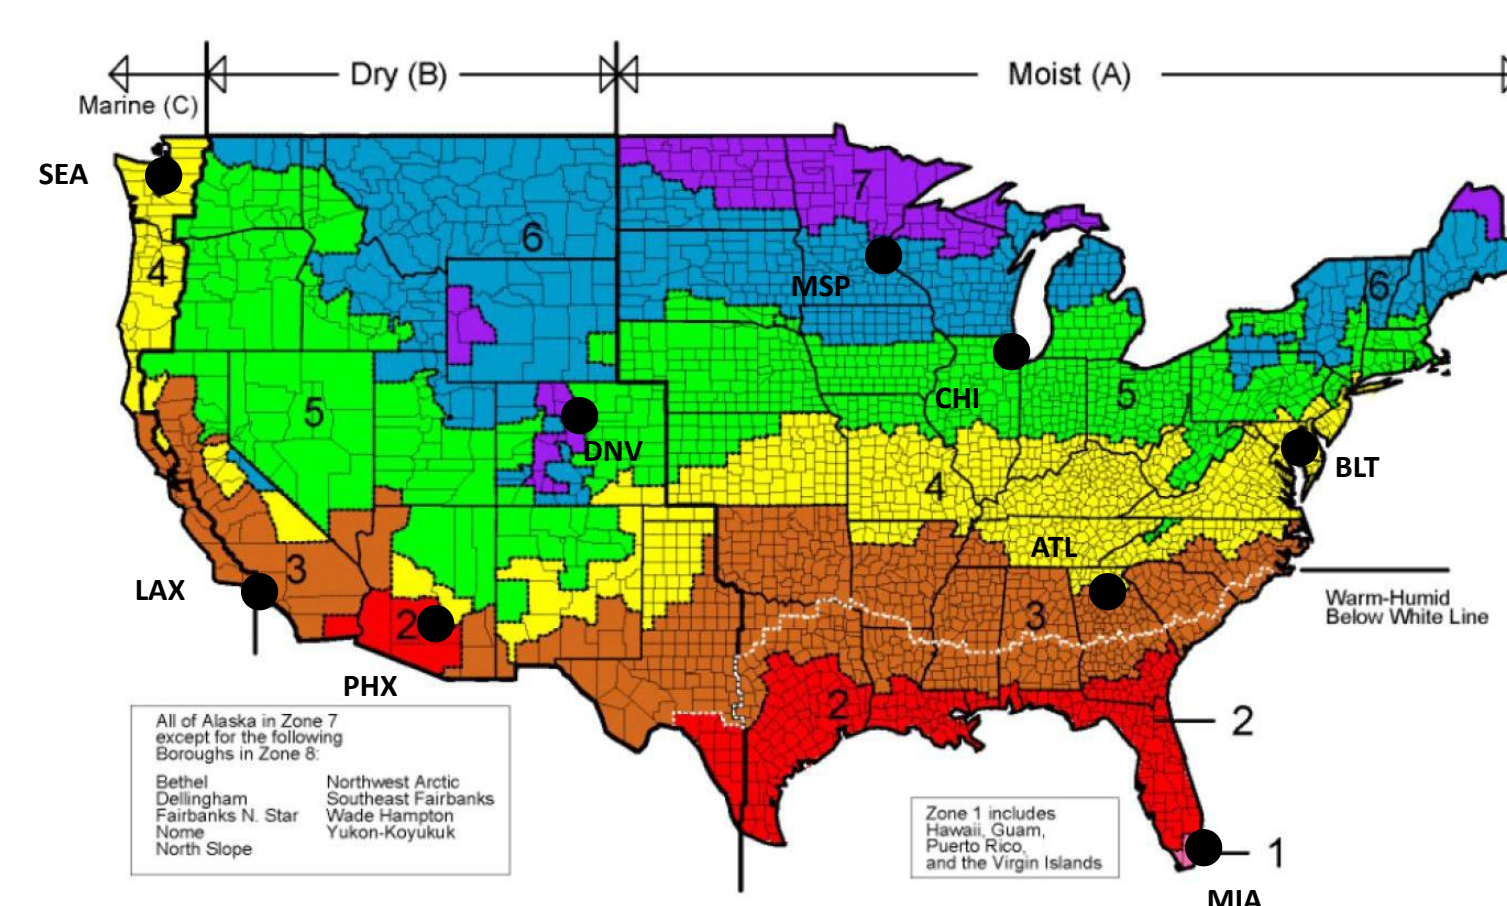 Dry (B)
Moist (A)
Marine (C)
SEA
7
6
4
MSP
6
CHI
5
5
DNV
BLT
4
ATL
3
LAX
Warm-Humid
Below White Line
2
3
PHX
2
2
All of Alaska in Zone 7
except for the following
Boroughs in Zone 8:
Bethel
Dellingham
Fairbanks N. Star
Nome
North Slope
Northwest Arctic
Southeast Fairbanks
Wade Hampton
Yukon-Koyukuk
Zone 1 includes
Hawaii, Guam,
Puerto Rico,
and the Virgin Islands
1
MIA